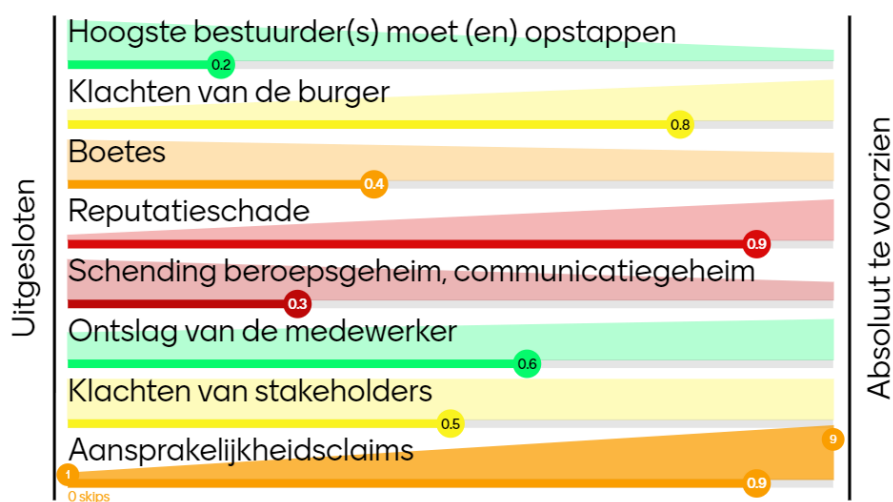 Uitgesloten
Hoogste bestuurder(s) moet (en) opstappen
0.2
Klachten van de burger
0.8
Boetes
0.4
Reputatieschade
0.9
Schending beroepsgeheim, communicatiegeheim
0.3
Ontslag van de medewerker
0.6
Klachten van stakeholders
0.5
Aansprakelijkheidsclaims
1
9
0.9
0 skips
Absoluut te voorzien